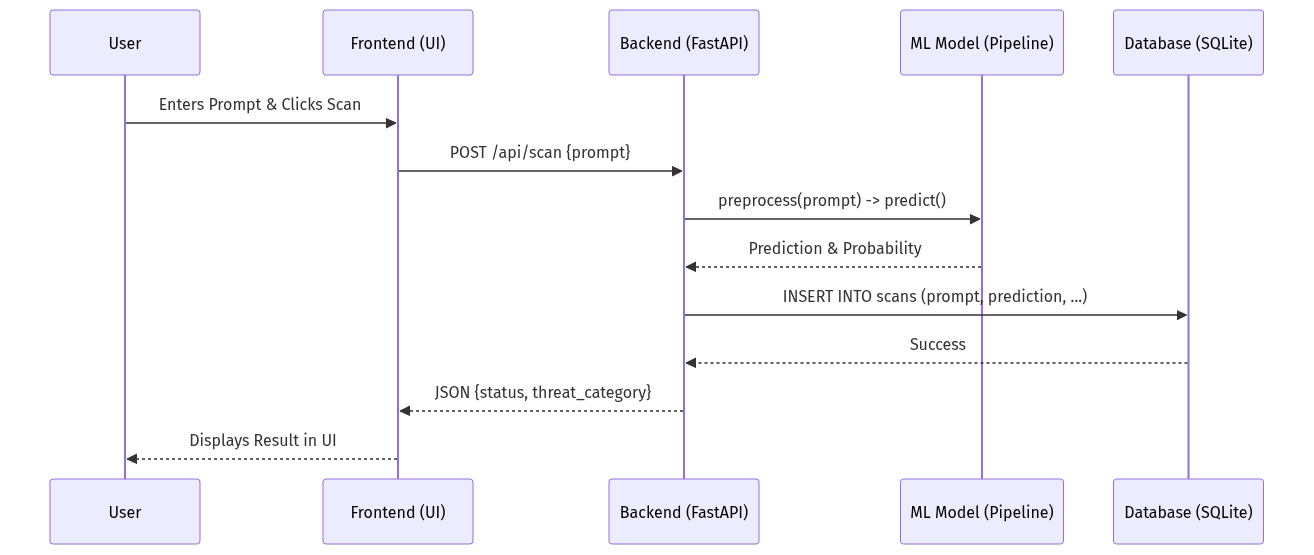 User
Frontend (UI)
Backend (FastAPI)
ML Model (Pipeline)
Database (SQLite)
Enters Prompt & Clicks Scan
POST /api/scan {prompt}
preprocess(prompt) -> predict()
Prediction & Probability
INSERT INTO scans (prompt, prediction, ...)
Success
JSON {status, threat_category}
Displays Result in UI
User
Frontend (UI)
Backend (FastAPI)
ML Model (Pipeline)
Database (SQLite)